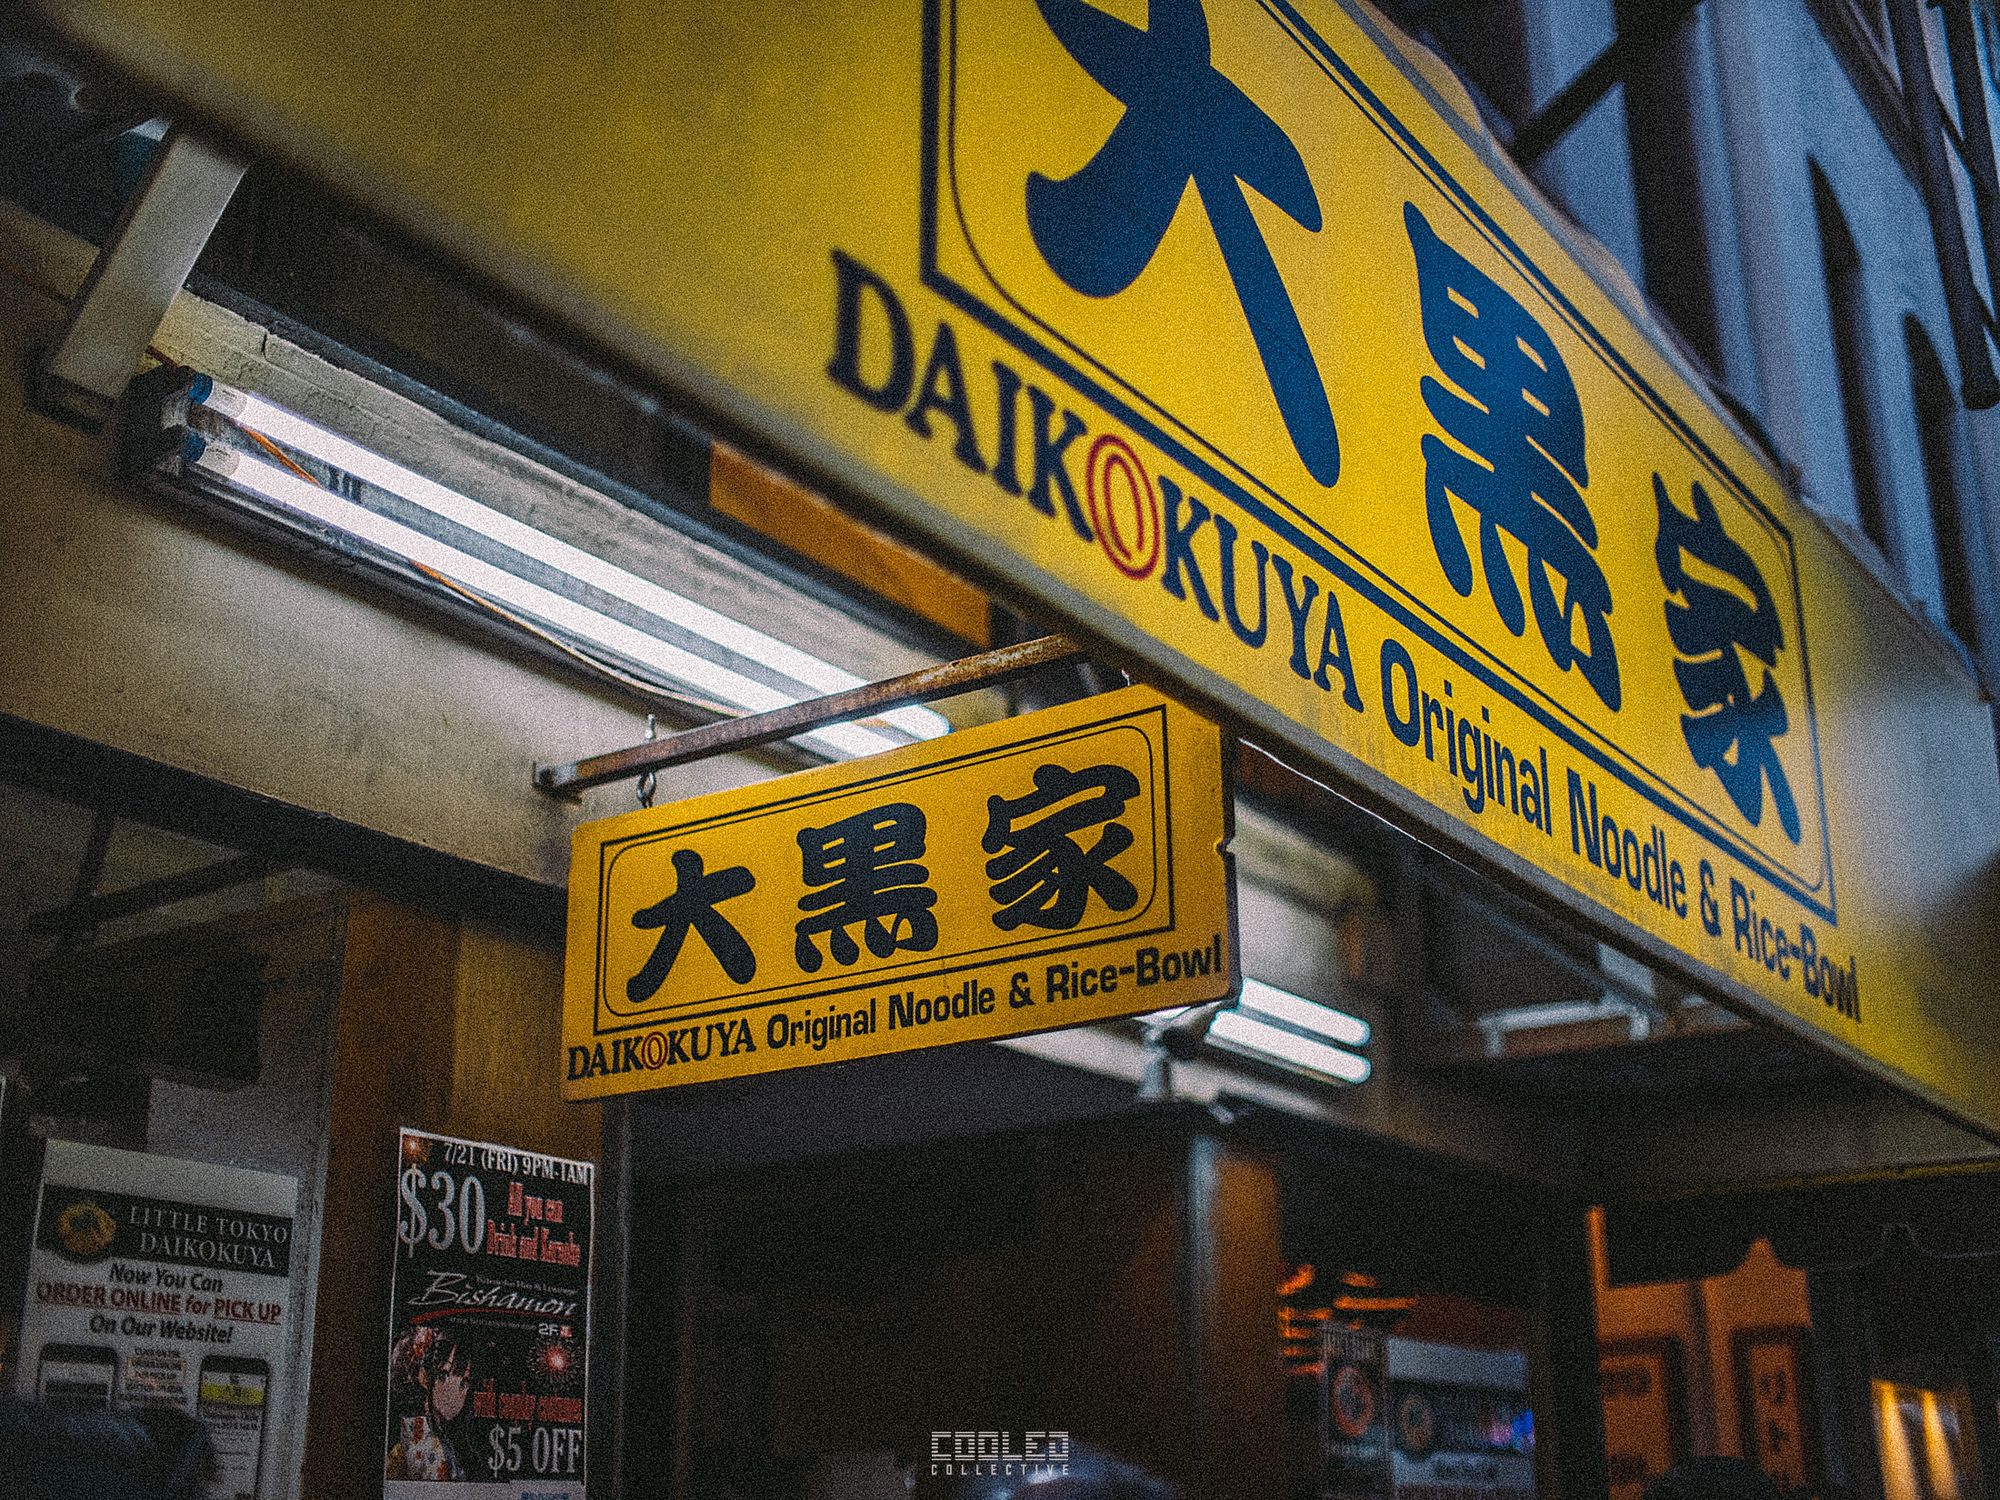 大黒家
DAIKOKUYA Original Noodle & Rice-Bowl
大黒家
DAIKOKUYA Original Noodle & Rice-Bowl
LITTLE TOKYO
DAIKOKUYA
Now You Can
ORDER ONLINE for PICK UP
On Our Website!
7/21 (FRI) 9PM-1AM
$30
All you can
Drink and Karaoke
Bishamon
2F
$5 OFF
COOLED
COLLECTIVE